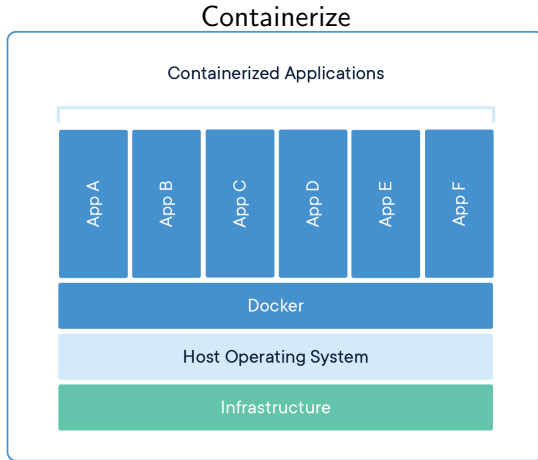 Containerize
Containerized Applications
App A
App B
App C
App D
App E
App F
Docker
Host Operating System
Infrastructure